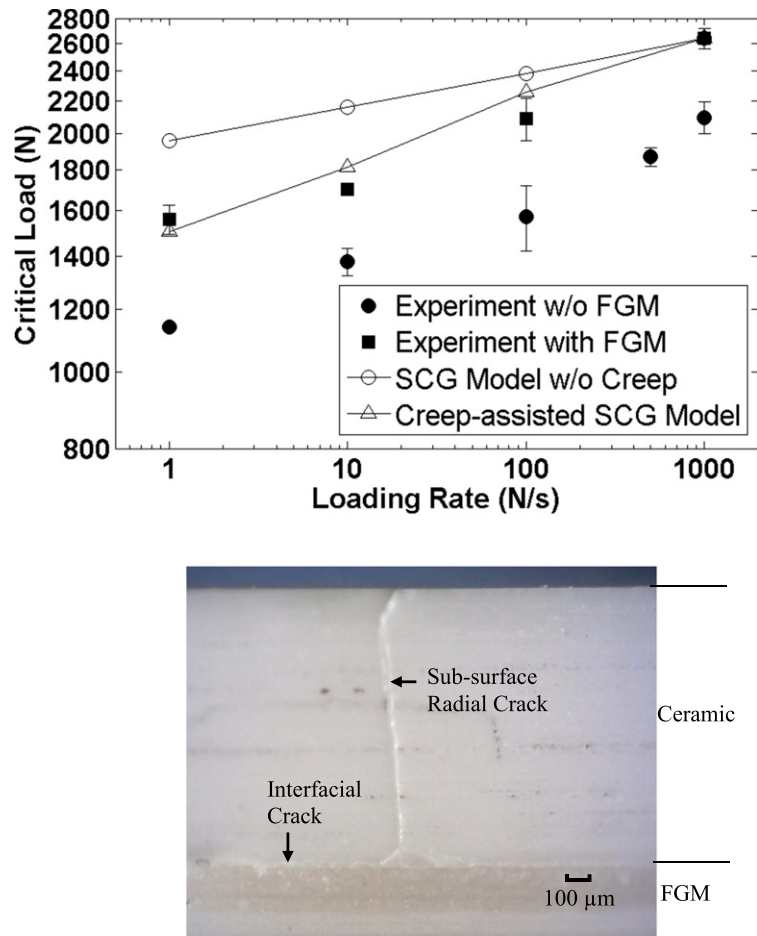 2800
2600
2400
2200
2000
1800
1600
1400
1200
1000
800
Critical Load (N)
Experiment w/o FGM
Experiment with FGM
SCG Model w/o Creep
Creep-assisted SCG Model
1 10 100 1000
Loading Rate (N/s)
Sub-surface
Radial Crack
Ceramic
Interfacial
Crack
100 µm
FGM